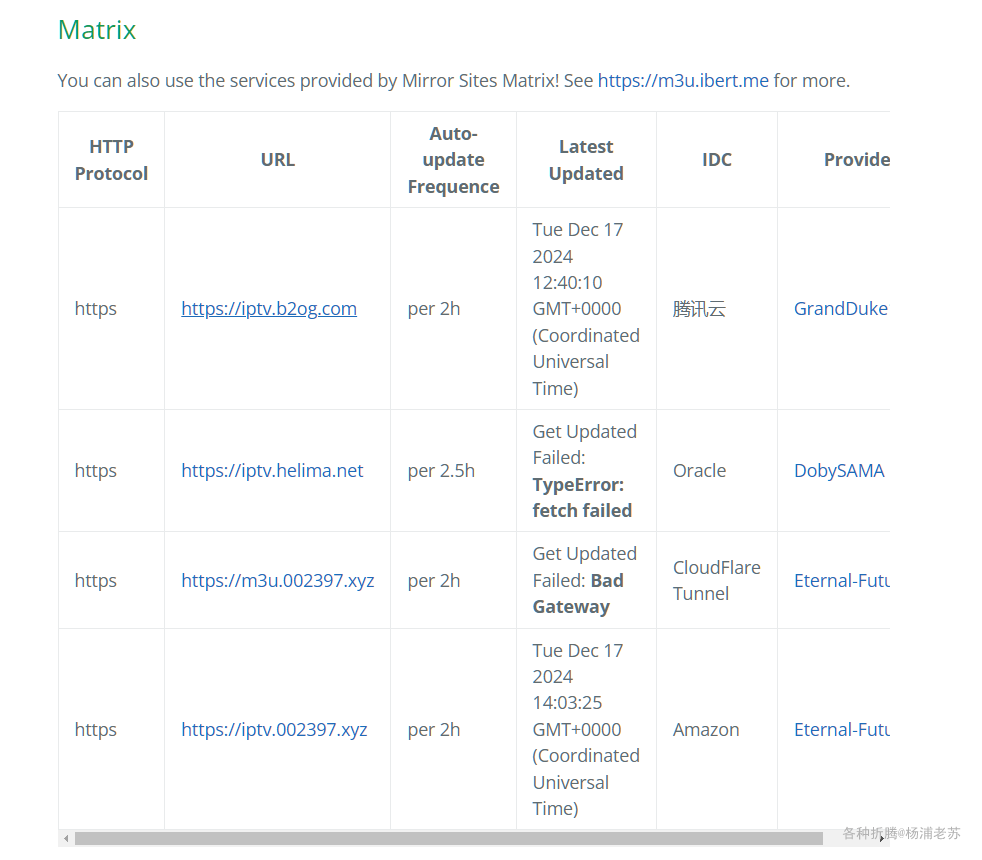 Matrix
You can also use the services provided by Mirror Sites Matrix! See https://m3u.ibert.me for more.
HTTP
Protocol
URL
Auto-
update
Frequence
Latest
Updated
IDC
Provide
https
https://iptv.b2og.com
per 2h
Tue Dec 17
2024
12:40:10
GMT+0000
(Coordinated
Universal
Time)
腾讯云
GrandDuke
https
https://iptv.helima.net
per 2.5h
Get Updated
Failed:
TypeError:
fetch failed
Oracle
DobySAMA
https
https://m3u.002397.xyz
per 2h
Get Updated
Failed: Bad
Gateway
CloudFlare
Tunnel
Eternal-Futu
https
https://iptv.002397.xyz
per 2h
Tue Dec 17
2024
14:03:25
GMT+0000
(Coordinated
Universal
Time)
Amazon
Eternal-Futu
各种折腾@杨浦老苏